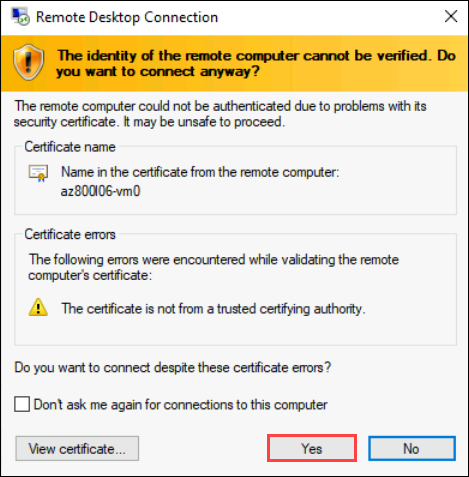 Remote Desktop Connection
The identity of the remote computer cannot be verified. Do
you want to connect anyway?
The remote computer could not be authenticated due to problems with its
security certificate. It may be unsafe to proceed.
Certificate name
Name in the certificate from the remote computer:
az800l06-vm0
Certificate errors
The following errors were encountered while validating the remote
computer's certificate:
The certificate is not from a trusted certifying authority.
Do you want to connect despite these certificate errors?
Don't ask me again for connections to this computer
View certificate... Yes No